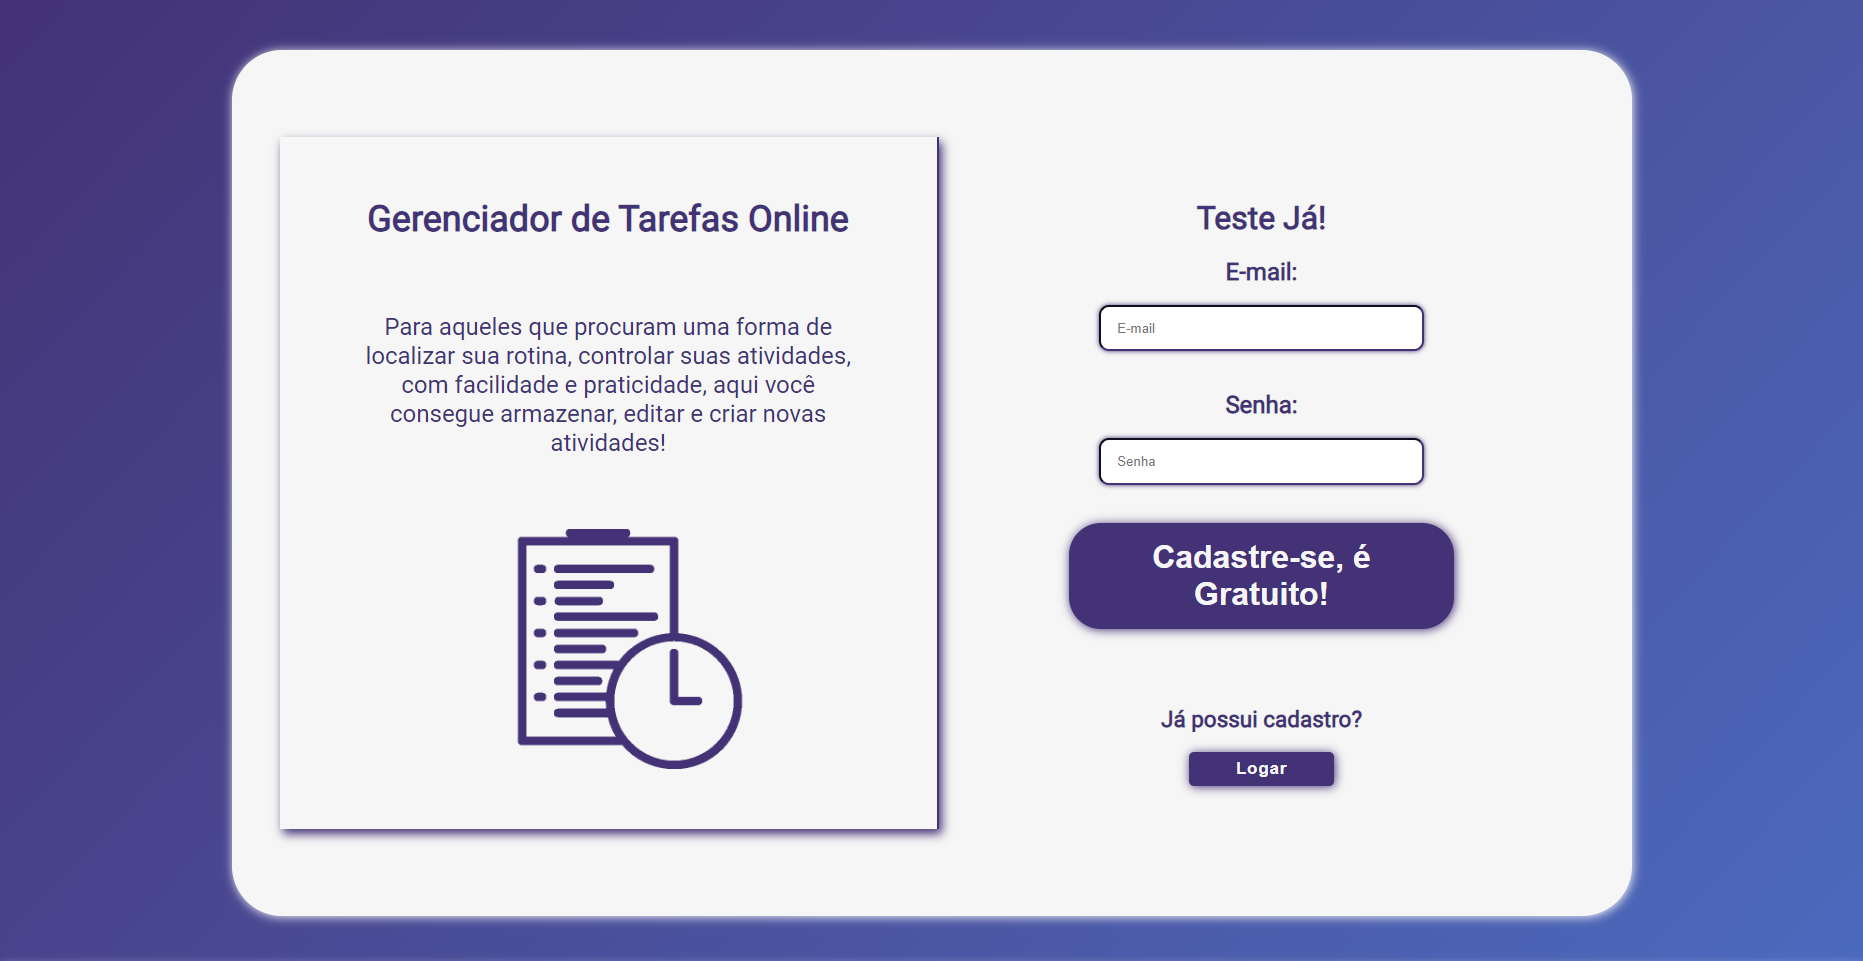 Gerenciador de Tarefas Online
Para aqueles que procuram uma forma de
localizar sua rotina, controlar suas atividades,
com facilidade e praticidade, aqui você
consegue armazenar, editar e criar novas
atividades!
Teste Já!
E-mail:
E-mail
Senha:
Senha
Cadastre-se, é
Gratuito!
Já possui cadastro?
Logar